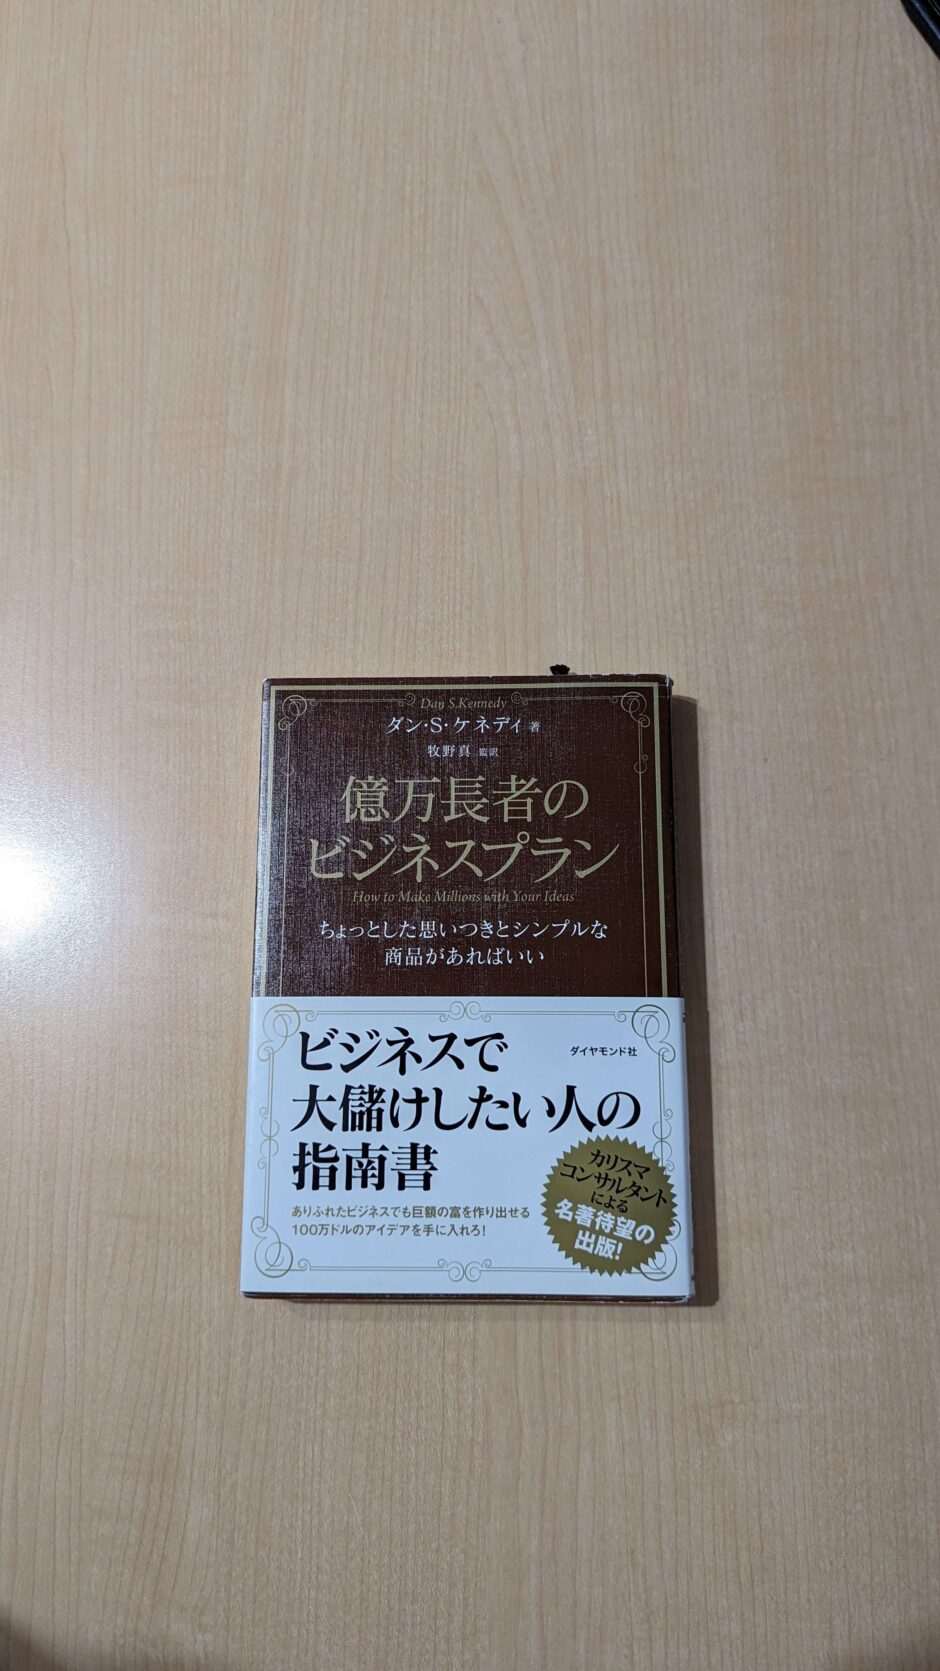 Dan S.Kennedy
ダン・S・ケネディ 著
牧野真 監訳
億万長者の
ビジネスプラン
How to Make Millions with Your Ideas
ちょっとした思いつきとシンプルな
商品があればいい
ビジネスで
大儲けしたい人の
指南書
ダイヤモンド社
ありふれたビジネスでも巨額の富を作り出せる
100万ドルのアイデアを手に入れろ!
カリスマ
コンサルタント
による
名著待望の
出版!